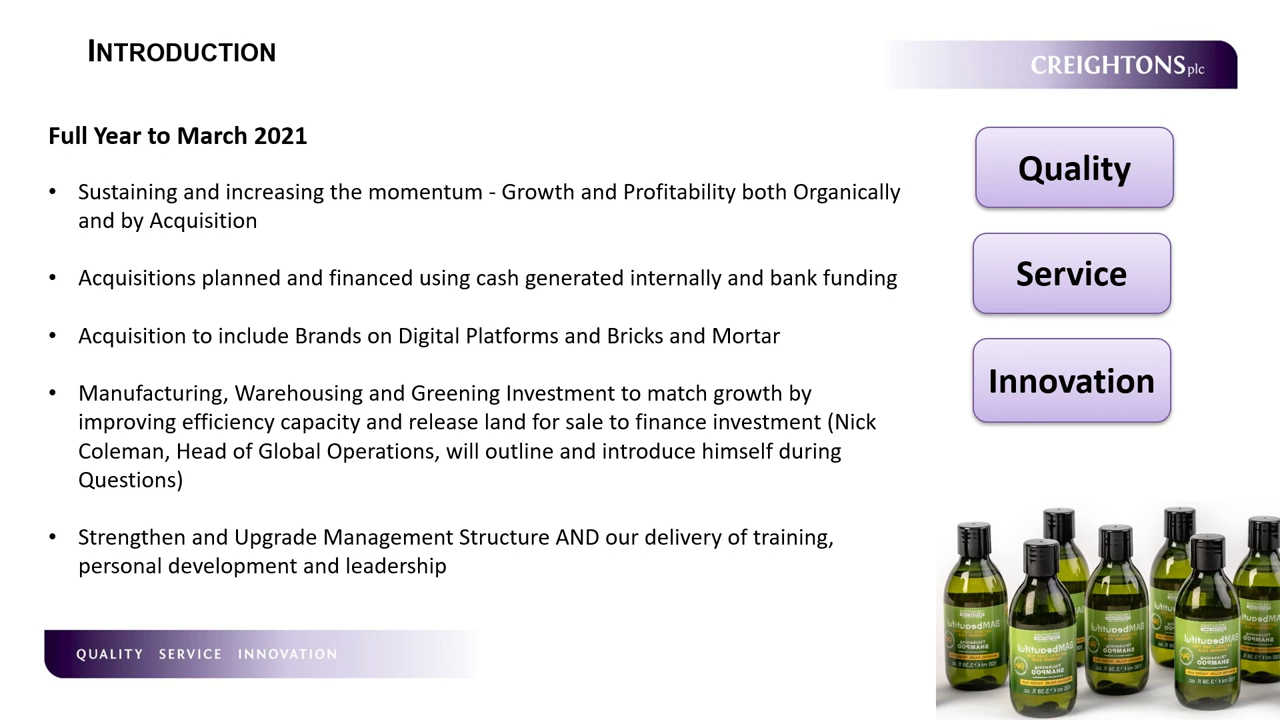 INTRODUCTION
CREIGHTONS plc
Full Year to March 2021
• Sustaining and increasing the momentum - Growth and Profitability both Organically
and by Acquisition
• Acquisitions planned and financed using cash generated internally and bank funding
• Acquisition to include Brands on Digital Platforms and Bricks and Mortar
• Manufacturing, Warehousing and Greening Investment to match growth by
improving efficiency capacity and release land for sale to finance investment (Nick
Coleman, Head of Global Operations, will outline and introduce himself during
Questions)
• Strengthen and Upgrade Management Structure AND our delivery of training,
personal development and leadership
Quality
Service
Innovation
BAMbeautiful
SHAMPOO
QUALITY SERVICE INNOVATION